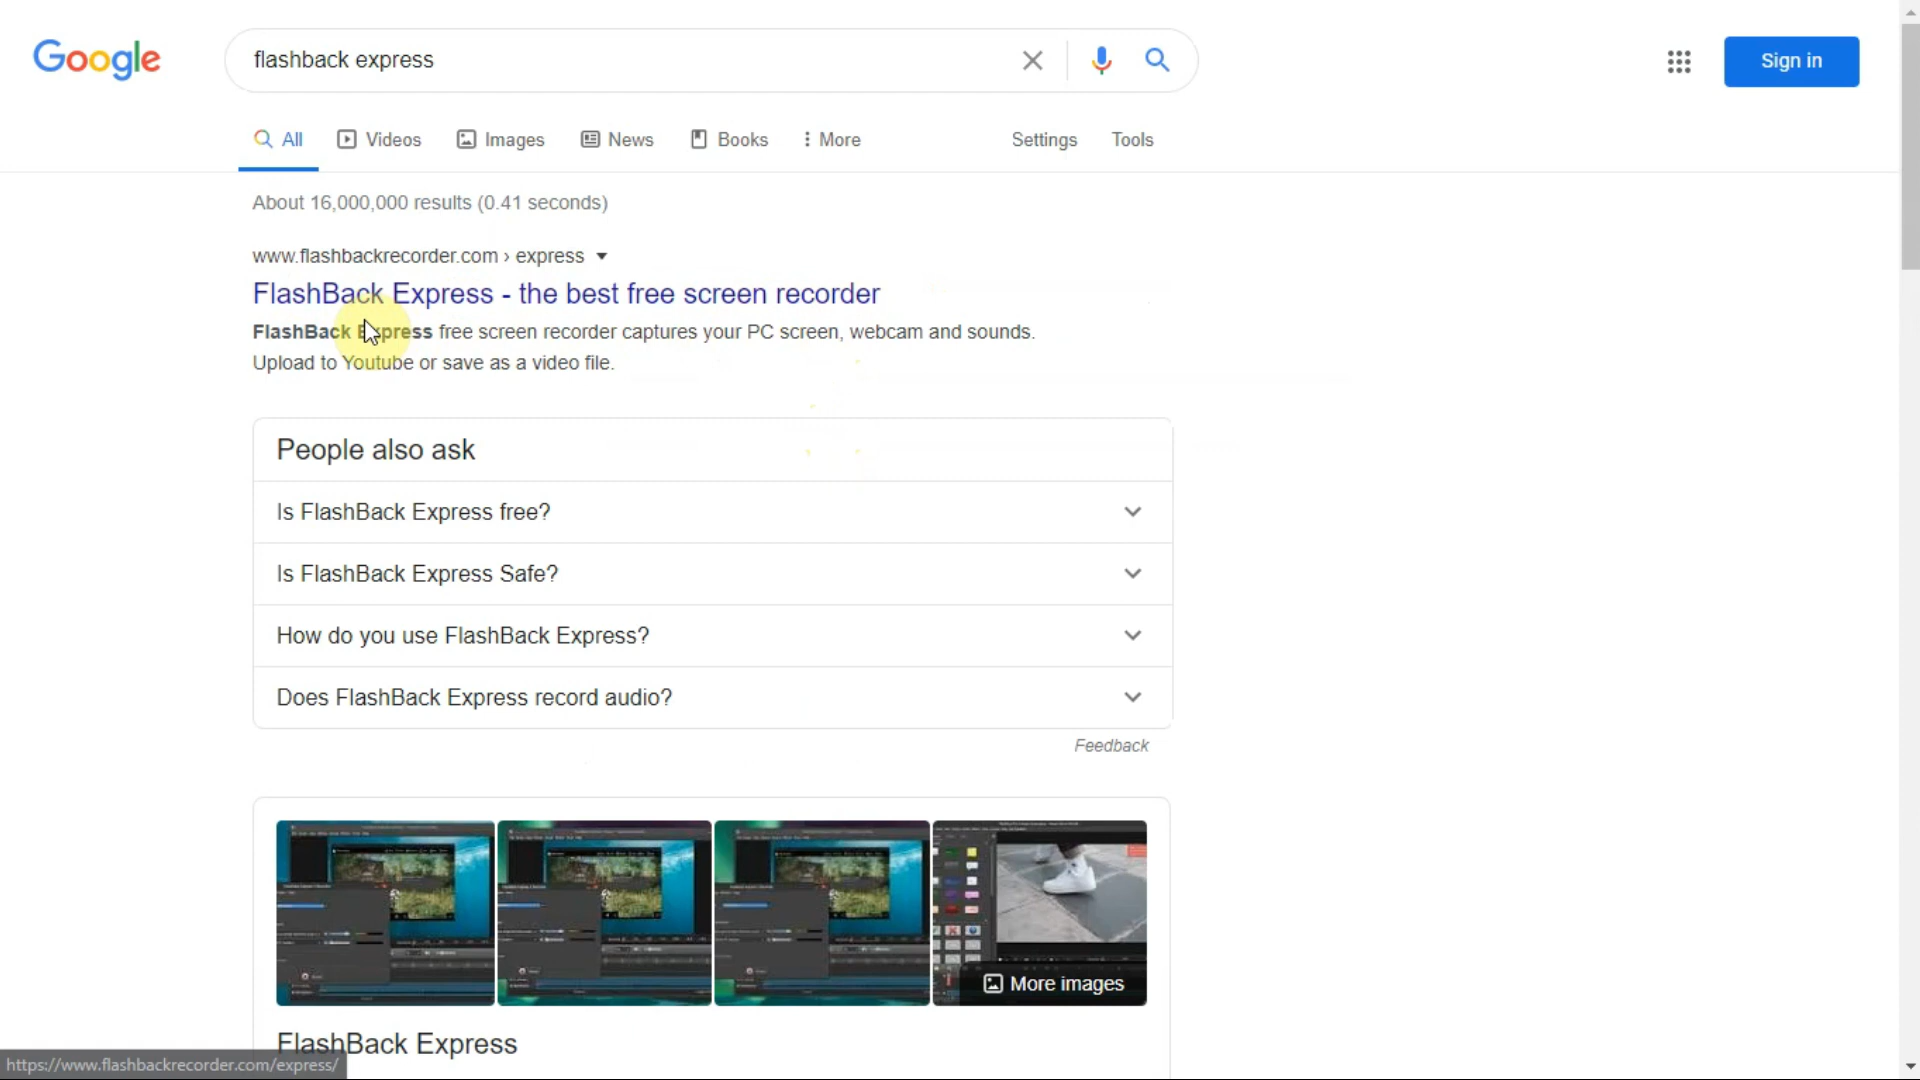 Google
flashback express
Sign in
All
Videos
Images
News
Books
More
Settings
Tools
About 16,000,000 results (0.41 seconds)
www.flashbackrecorder.com › express
FlashBack Express - the best free screen recorder
FlashBack Express free screen recorder captures your PC screen, webcam and sounds.
Upload to Youtube or save as a video file.
People also ask
Is FlashBack Express free?
Is FlashBack Express Safe?
How do you use FlashBack Express?
Does FlashBack Express record audio?
Feedback
More images
FlashBack Express
https://www.flashbackrecorder.com/express/